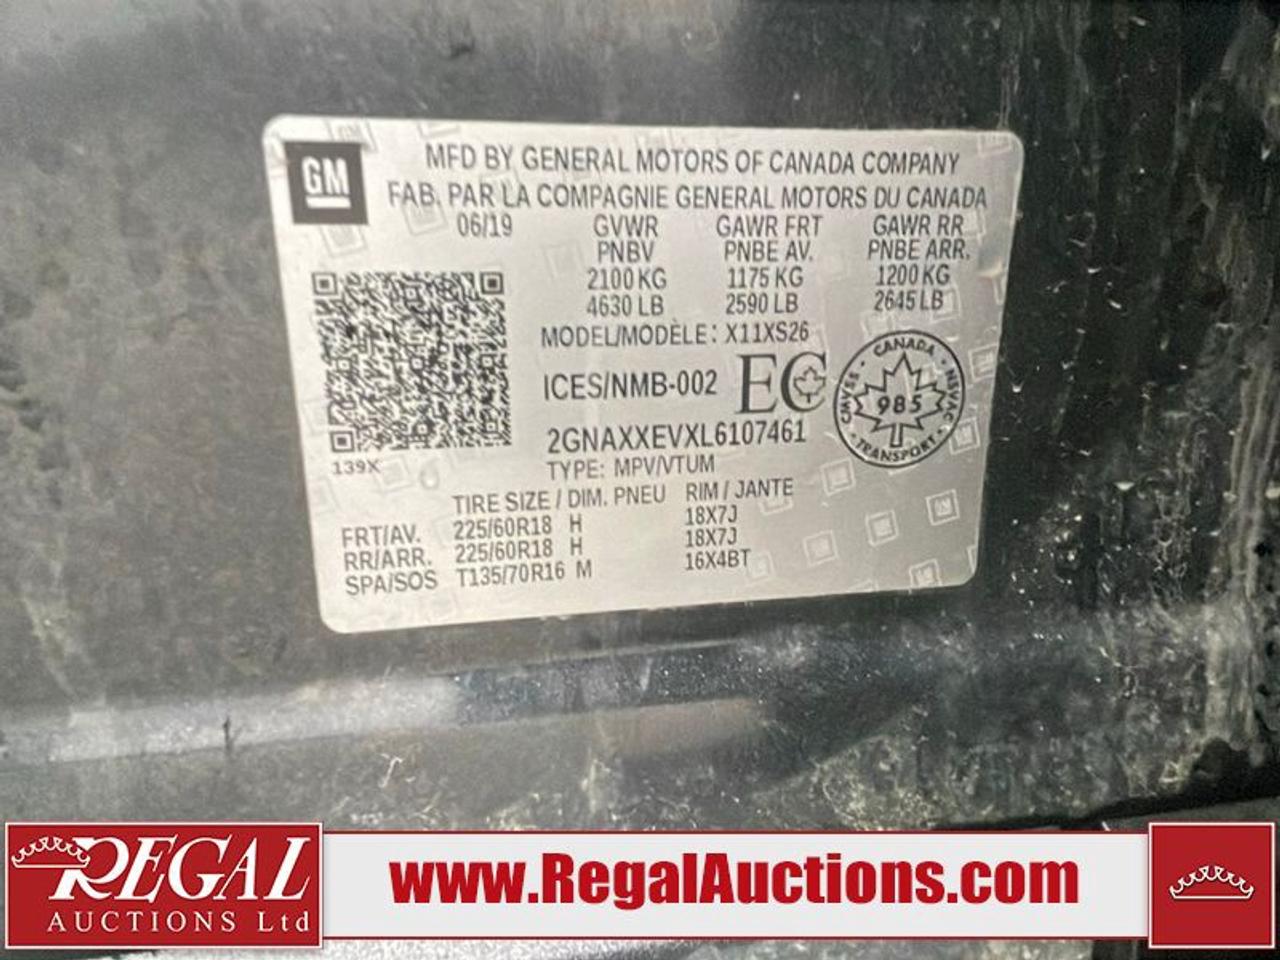 GM
MFD BY GENERAL MOTORS OF CANADA COMPANY
FAB. PAR LA COMPAGNIE GENERAL MOTORS DU CANADA
06/19 GVWR GAWR FRT GAWR RR
PNBV PNBE AV. PNBE ARR.
2100 KG 1175 KG 1200 KG
4630 LB 2590 LB 2645 LB
MODEL/MODÈLE: X11XS26
ICES/NMB-002 EC
CANADA
CMVSS 985 NSVAC
TRANSPORT
2GNAXXEVXL6107461
139X
TYPE: MPV/VTUM
TIRE SIZE / DIM. PNEU RIM / JANTE
FRT/AV. 225/60R18 H 18X7J
RR/ARR. 225/60R18 H 18X7J
SPA/SOS T135/70R16 M 16X4BT
REGAL
AUCTIONS Ltd
www.RegalAuctions.com